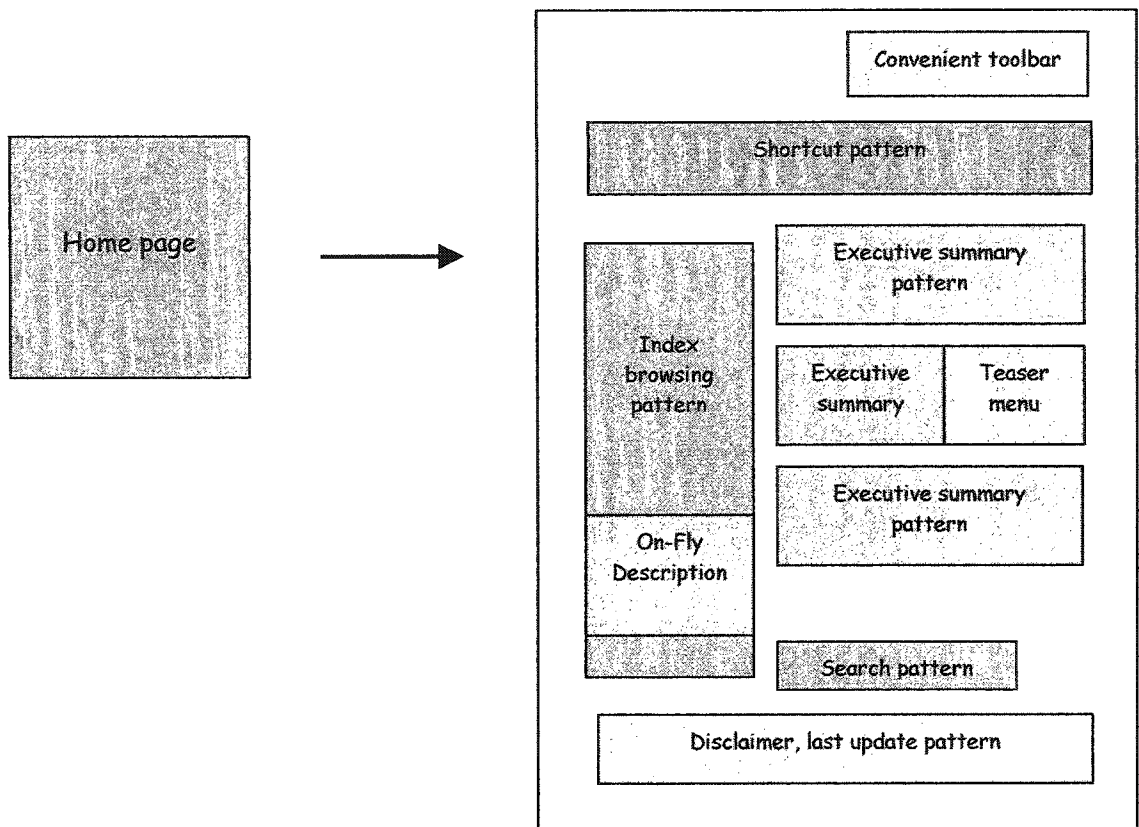 Home page
Convenient toolbar
Shortcut pattern
Index
browsing
pattern
On-Fly
Description
Executive summary
pattern
Executive
summary
Teaser
menu
Executive summary
pattern
Search pattern
Disclaimer, last update pattern